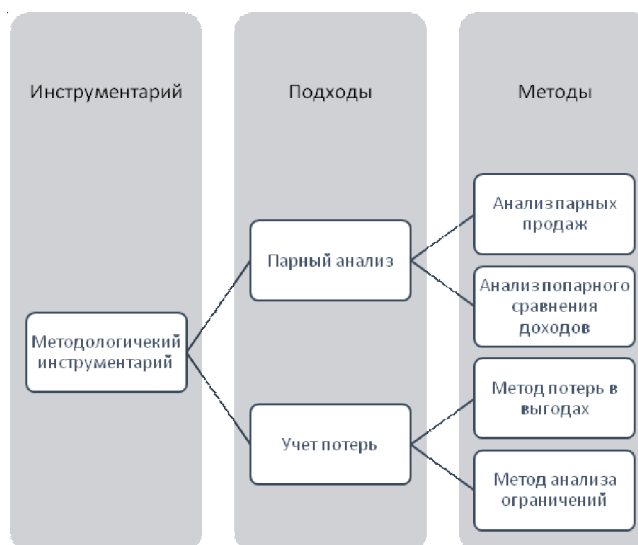 Инструментарий
Подходы
Методы
Методологичекий
инструментарий
Парный анализ
Учет потерь
Анализ парных
продаж
Анализ попарного
сравнения
доходов
Метод потерь в
выгодах
Метод анализа
ограничений